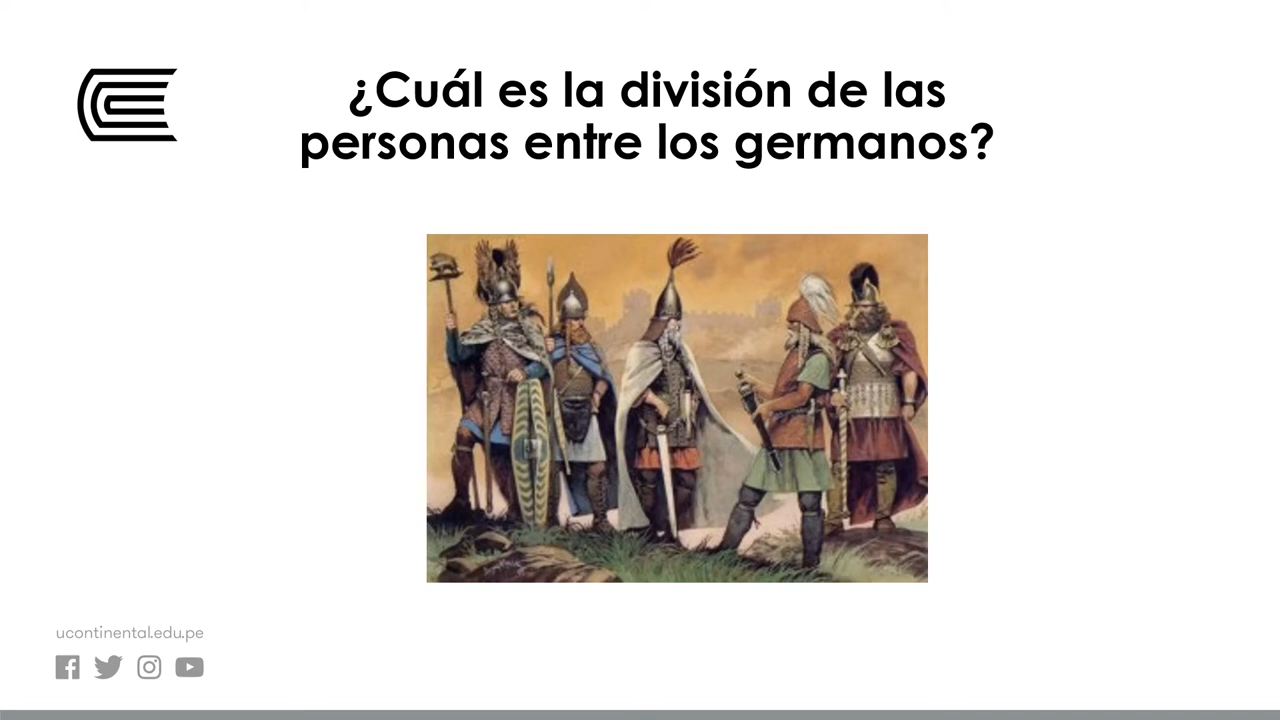 ¿Cuál es la división de las
personas entre los germanos?
ucontinental.edu.pe